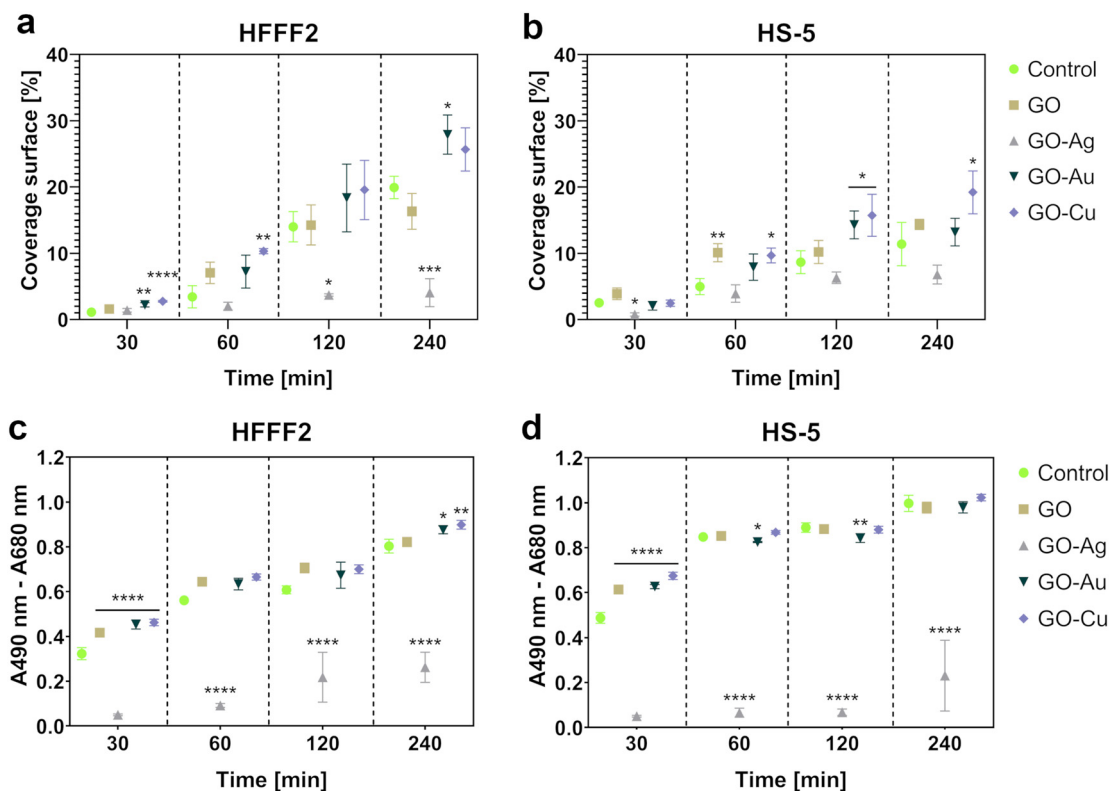 a
HFFF2
Coverage surface [%]
40
30
20
10
0
**
****
**
*
*
***
30
60
120
240
Time [min]
b
HS-5
Coverage surface [%]
40
30
20
10
0
*
**
*
*
*
30
60
120
240
Time [min]
Control
GO
GO-Ag
GO-Au
GO-Cu
c
HFFF2
A490 nm - A680 nm
1.2
1.0
0.8
0.6
0.4
0.2
0.0
****
****
****
****
*
**
30
60
120
240
Time [min]
d
HS-5
A490 nm - A680 nm
1.2
1.0
0.8
0.6
0.4
0.2
0.0
****
****
*
****
**
****
30
60
120
240
Time [min]
Control
GO
GO-Ag
GO-Au
GO-Cu